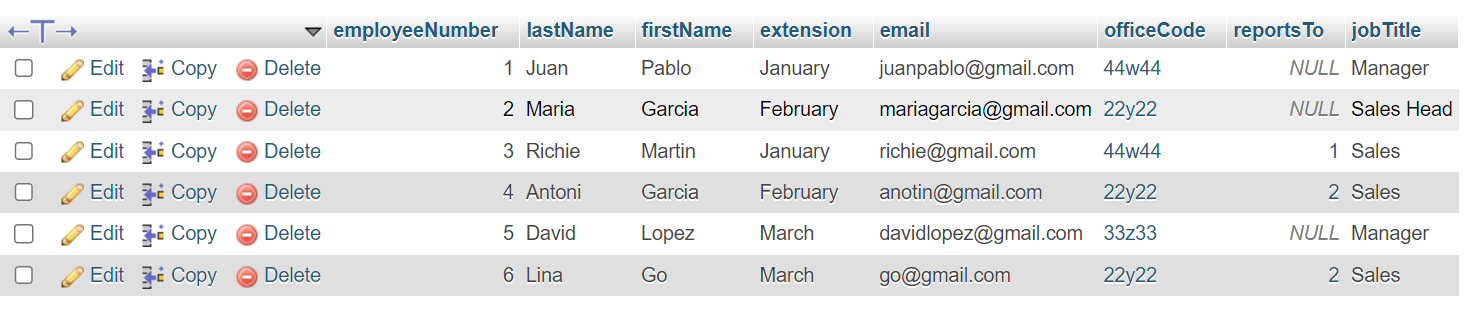 employeeNumber lastName firstName extension email officeCode reportsTo jobTitle
Edit Copy Delete 1 Juan Pablo January juanpablo@gmail.com 44w44 NULL Manager
Edit Copy Delete 2 Maria Garcia February mariagarcia@gmail.com 22y22 NULL Sales Head
Edit Copy Delete 3 Richie Martin January richie@gmail.com 44w44 1 Sales
Edit Copy Delete 4 Antoni Garcia February anotin@gmail.com 22y22 2 Sales
Edit Copy Delete 5 David Lopez March davidlopez@gmail.com 33z33 NULL Manager
Edit Copy Delete 6 Lina Go March go@gmail.com 22y22 2 Sales